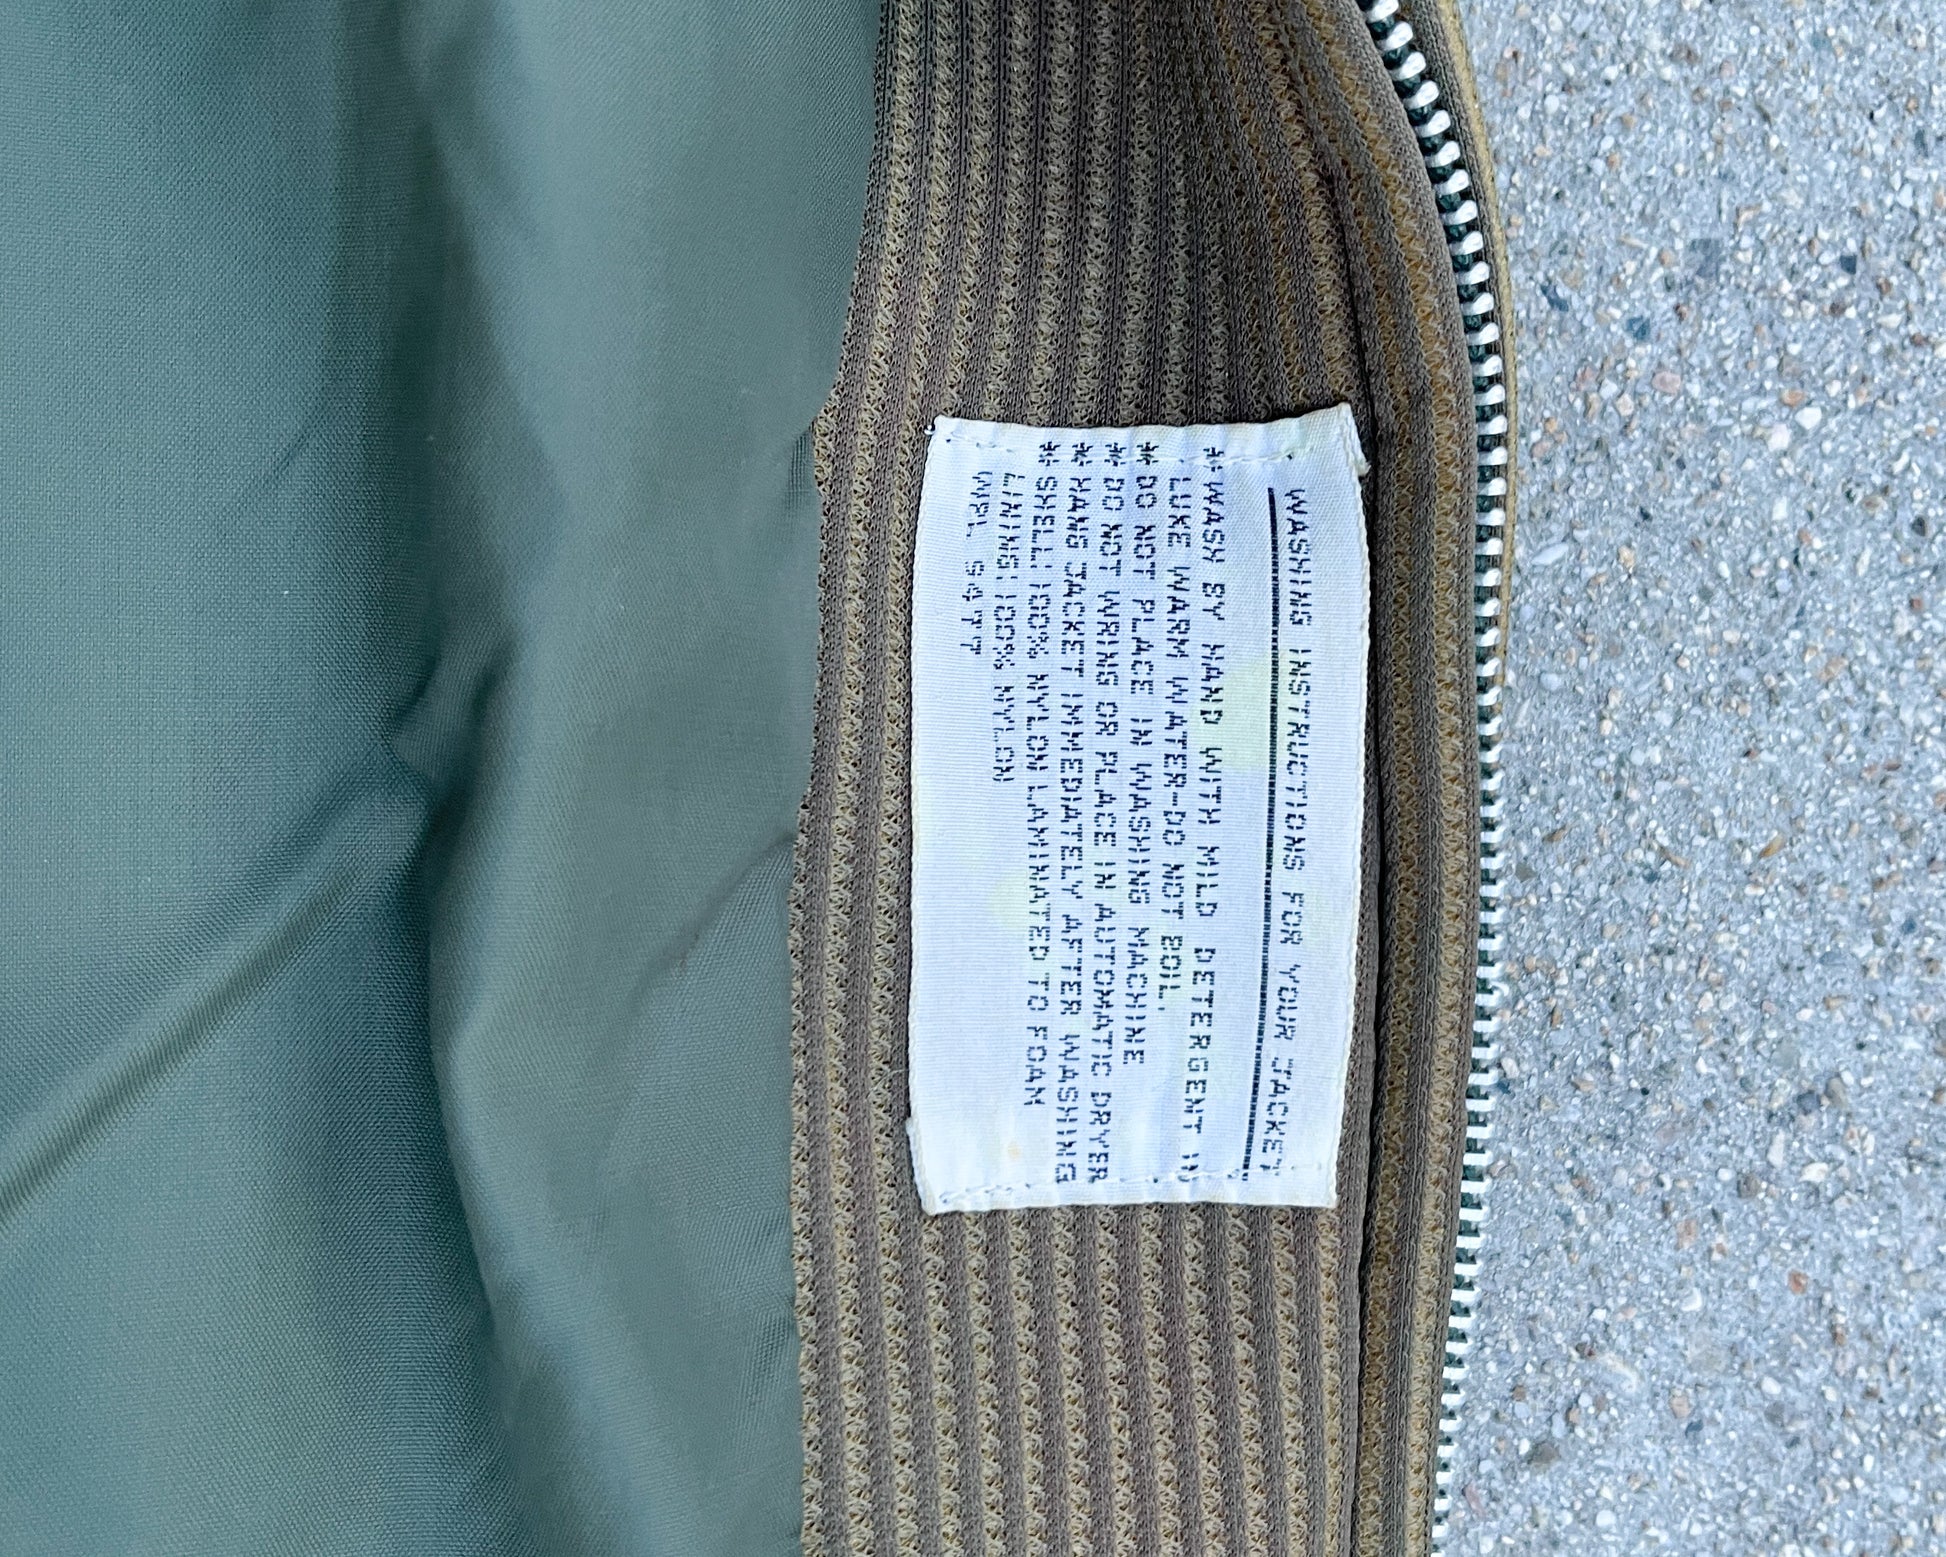 WASHING INSTRUCTIONS FOR YOUR JACKET
*WASH BY HAND WITH MILD DETERGENT IN
LUKE WARM WATER-DO NOT BOIL.
*DO NOT PLACE IN WASHING MACHINE
*DO NOT WRING OR PLACE IN AUTOMATIC DRYER
*HANG JACKET IMMEDIATELY AFTER WASHING
*SHELL: 100% NYLON LAMINATED TO FOAM
LINING: 100% NYLON